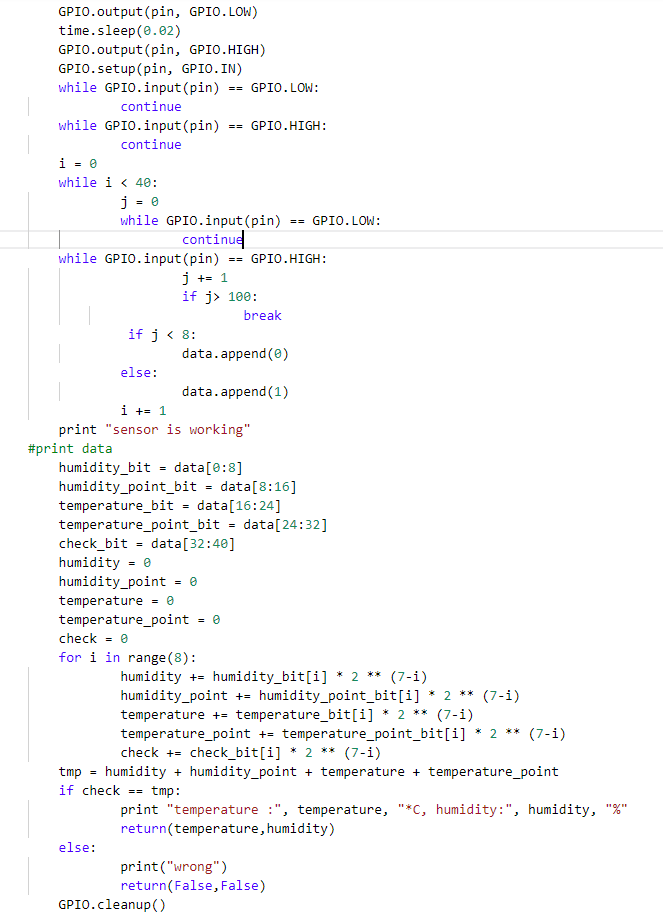 GPIO.output(pin, GPIO.LOW)
    time.sleep(0.02)
    GPIO.output(pin, GPIO.HIGH)
    GPIO.setup(pin, GPIO.IN)
    while GPIO.input(pin) == GPIO.LOW:
            continue
    while GPIO.input(pin) == GPIO.HIGH:
            continue
    i = 0
    while i < 40:
            j = 0
            while GPIO.input(pin) == GPIO.LOW:
                    continue
    while GPIO.input(pin) == GPIO.HIGH:
                    j += 1
                    if j> 100:
                            break
             if j < 8:
                    data.append(0)
            else:
                    data.append(1)
            i += 1
    print "sensor is working"
#print data
    humidity_bit = data[0:8]
    humidity_point_bit = data[8:16]
    temperature_bit = data[16:24]
    temperature_point_bit = data[24:32]
    check_bit = data[32:40]
    humidity = 0
    humidity_point = 0
    temperature = 0
    temperature_point = 0
    check = 0
    for i in range(8):
            humidity += humidity_bit[i] * 2 ** (7-i)
            humidity_point += humidity_point_bit[i] * 2 ** (7-i)
            temperature += temperature_bit[i] * 2 ** (7-i)
            temperature_point += temperature_point_bit[i] * 2 ** (7-i)
            check += check_bit[i] * 2 ** (7-i)
    tmp = humidity + humidity_point + temperature + temperature_point
    if check == tmp:
            print "temperature :", temperature, "*C, humidity:", humidity, "%"
            return(temperature,humidity)
    else:
            print("wrong")
            return(False,False)
    GPIO.cleanup()